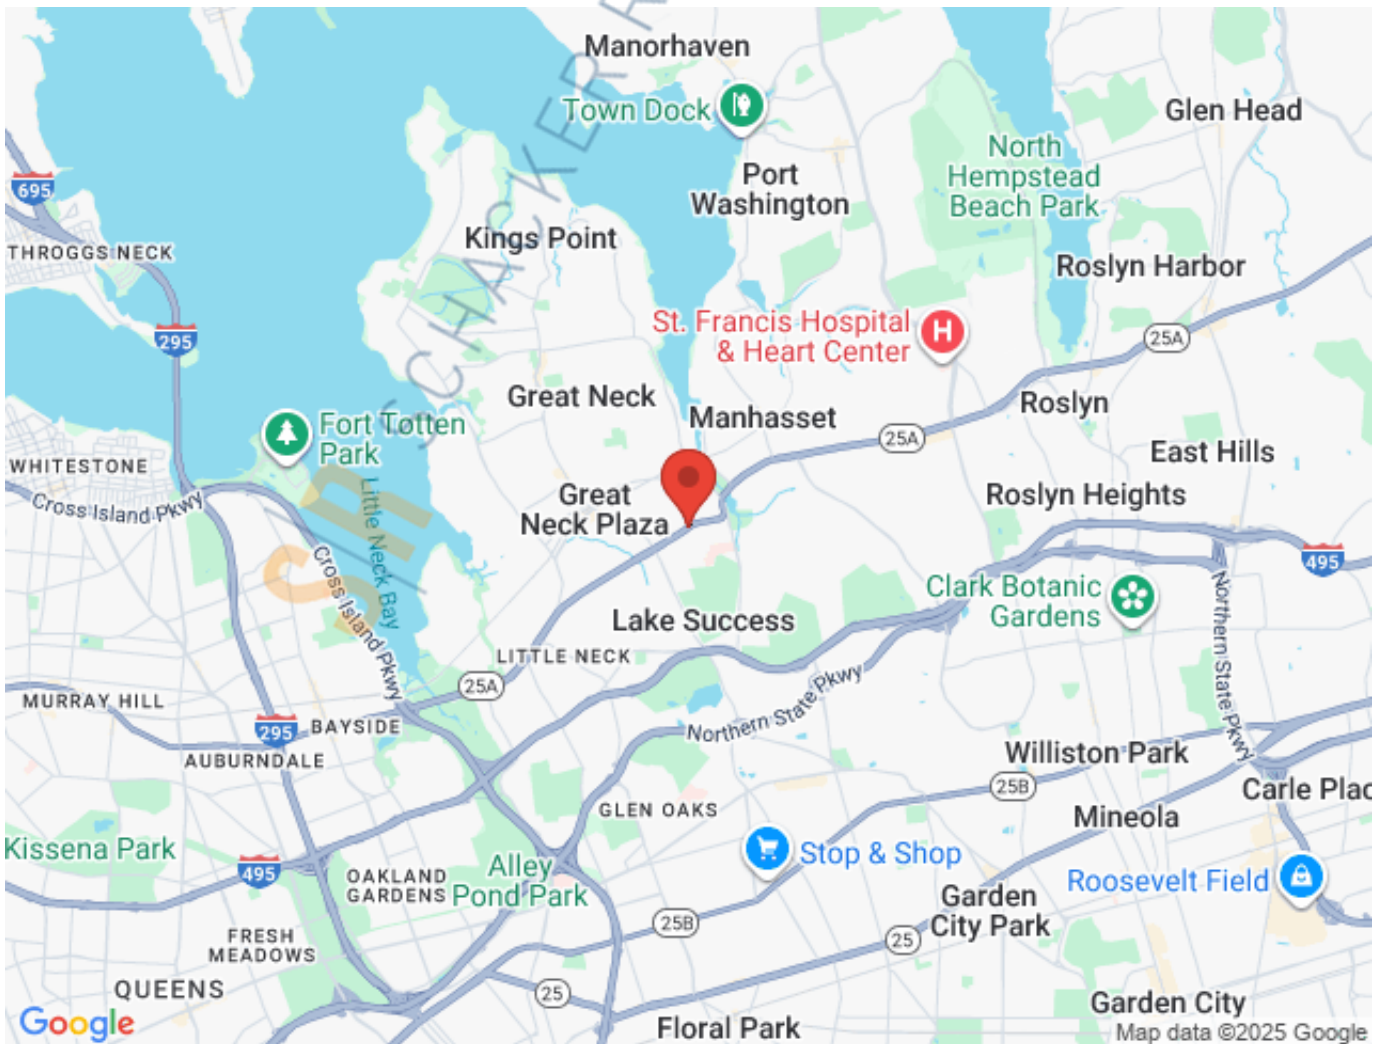 Manorhaven
Town Dock
Glen Head
North
Hempstead
Beach Park
Port
Washington
695
Kings Point
THROGGS NECK
Roslyn Harbor
St. Francis Hospital
& Heart Center
H
295
25A
Great Neck
Manhasset
Roslyn
Fort Totten
Park
25A
East Hills
WHITESTONE
Cross Island Pkwy
Little Neck Bay
Great
Neck Plaza
Roslyn Heights
495
Cross Island Pkwy
Clark Botanic
Gardens
Northern State Pkwy
Lake Success
LITTLE NECK
25A
Northern State Pkwy
MURRAY HILL
295
BAYSIDE
AUBURNDALE
Williston Park
25B
Carle Plac
GLEN OAKS
Mineola
Kissena Park
495
OAKLAND
GARDENS
Alley
Pond Park
Stop & Shop
Roosevelt Field
Garden
City Park
25B
25
FRESH
MEADOWS
QUEENS
25
Garden City
Google
Floral Park
Map data ©2025 Google